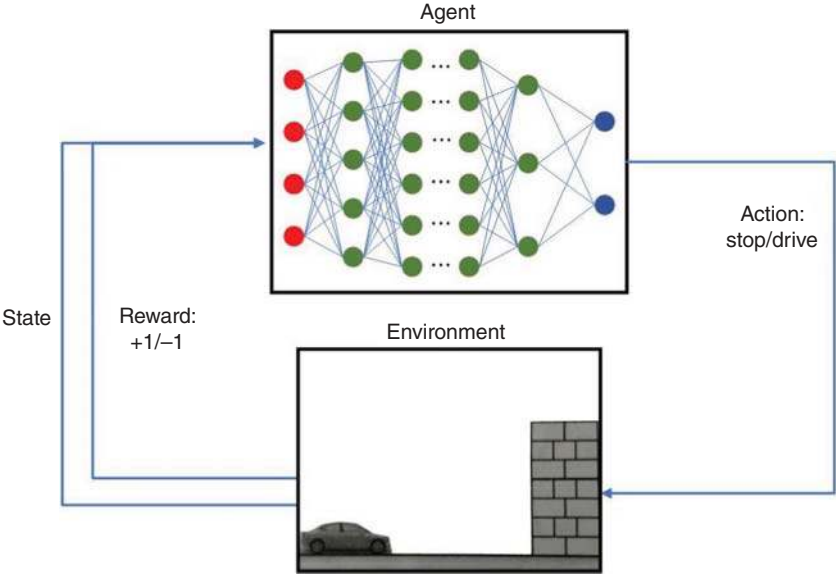 Agent
Action:
stop/drive
State
Reward:
+1/–1
Environment